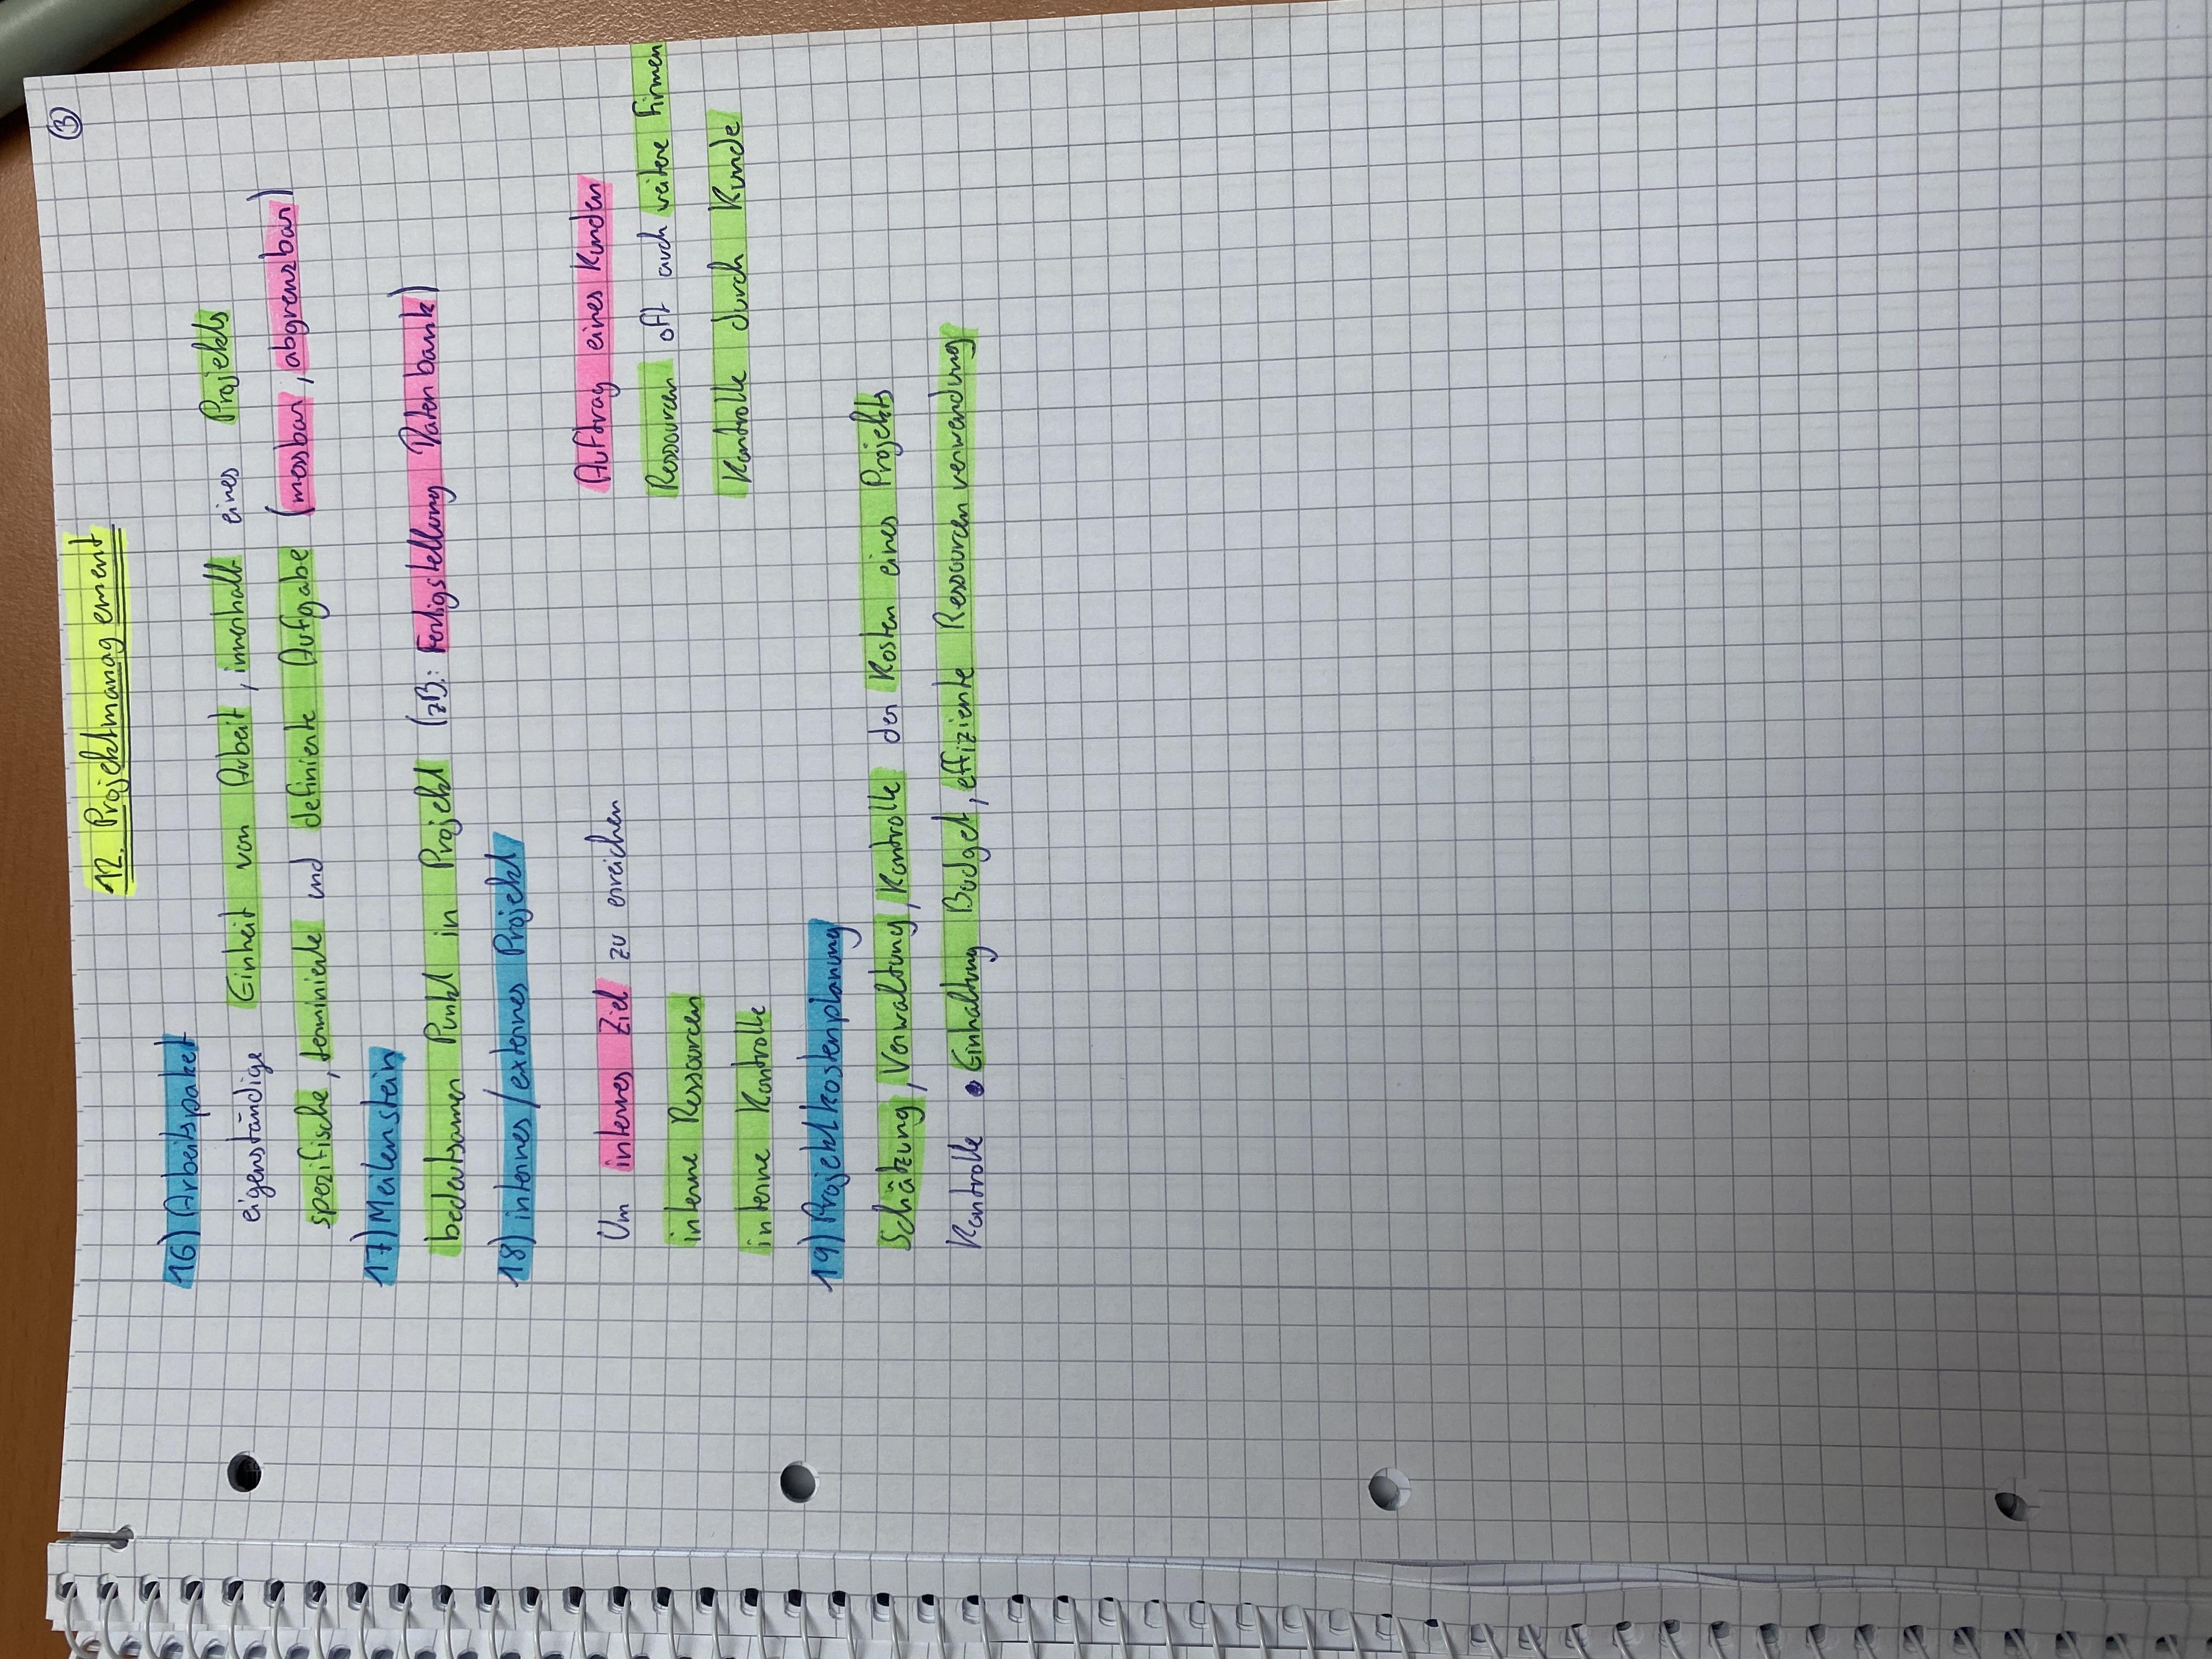 ③
12. Projektmanagement
16) Arbeitspaket
eigenständige Einheit von Arbeit, innerhalb eines Projekts
spezifische, terminierte und definierte Aufgabe (messbar, abgrenzbar)
17) Meilenstein
bedeutsamer Punkt in Projekt (zB.: Fertigstellung Datenbank)
18) internes/externes Projekt
Um internes Ziel zu erreichen
Auftrag eines Kunden
interne Ressourcen
Ressourcen oft auch weitere Firmen
interne Kontrolle
Kontrolle durch Kunde
19) Projektkostenplanung
Schätzung, Verwaltung, Kontrolle der Kosten eines Projekts
Kontrolle • Einhaltung Budget, effiziente Ressourcenverwendung